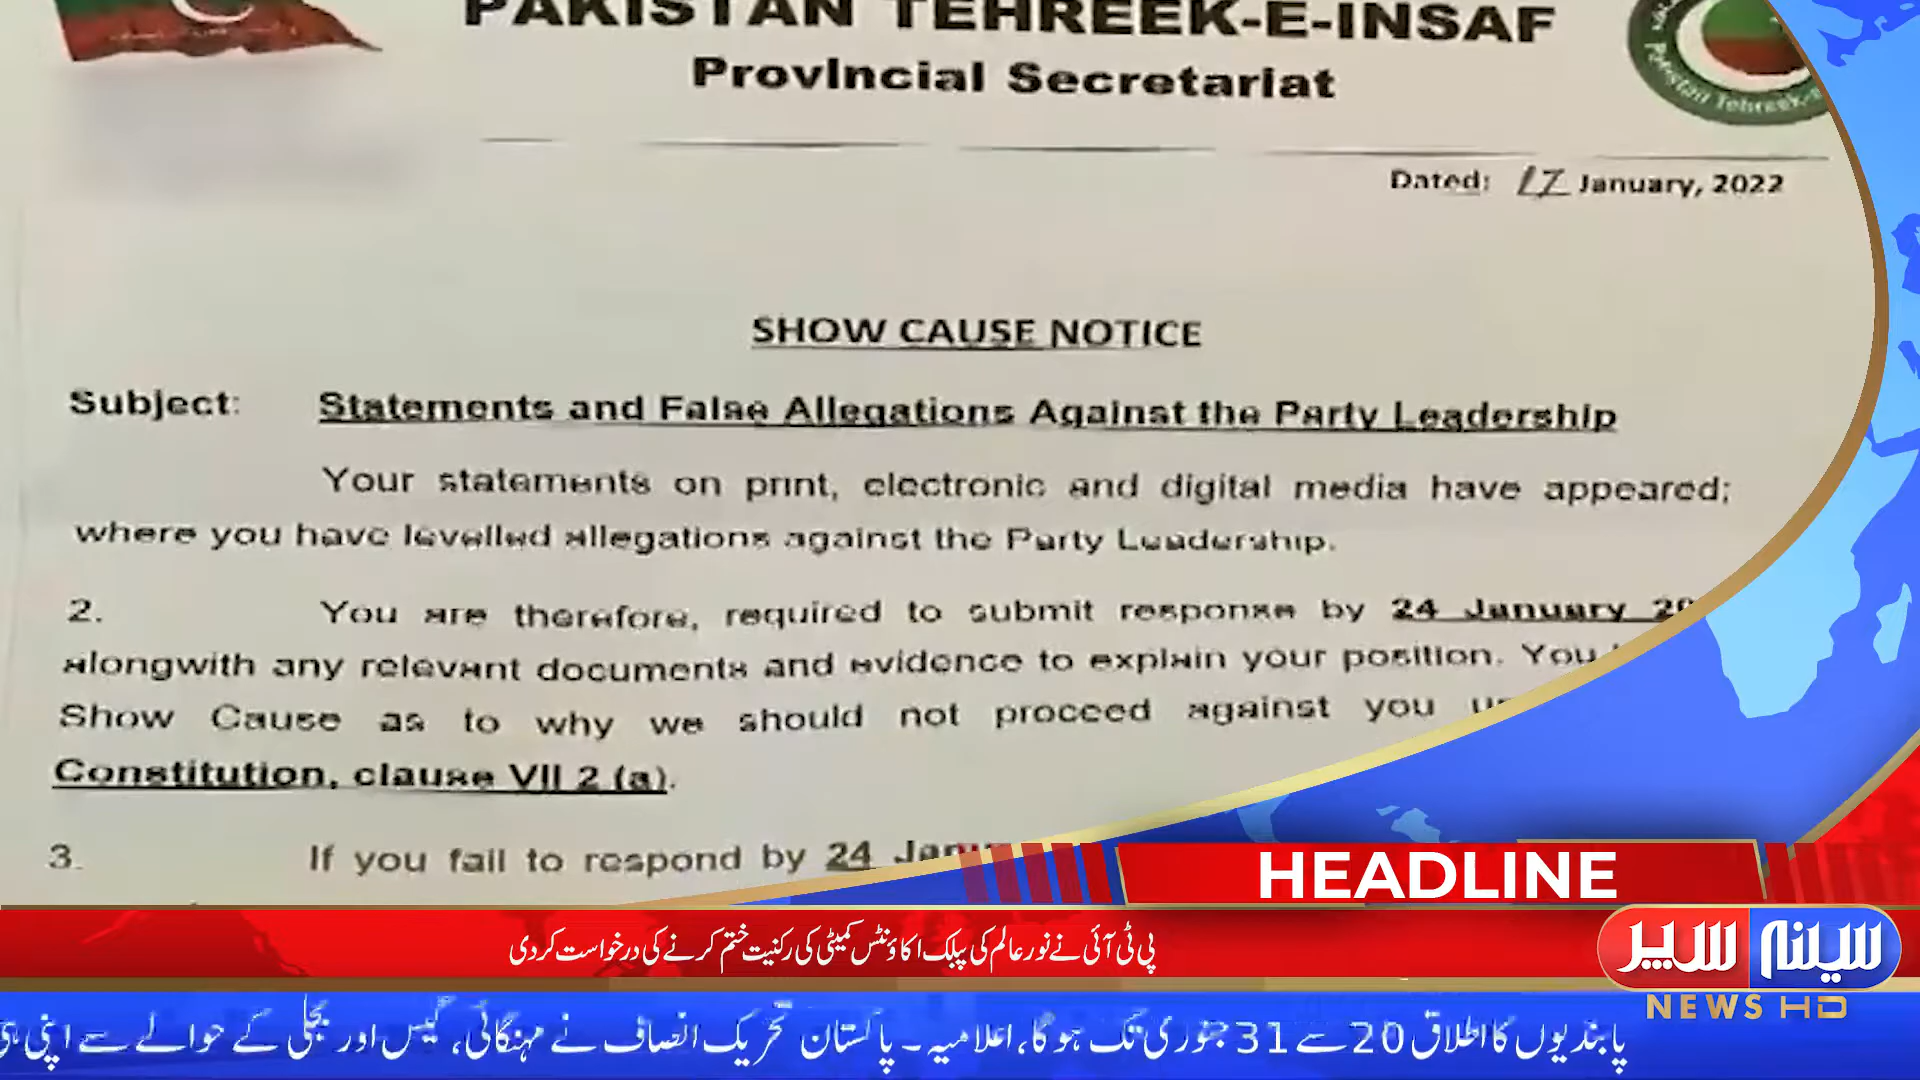 PAKISTAN TEHREEK-E-INSAF
Provincial Secretariat
Dated: 17 January, 2022
SHOW CAUSE NOTICE
Subject: Statements and False Allegations Against the Party Leadership
Your statements on print, electronic and digital media have appeared;
where you have levelled allegations against the Party Leadership.
2. You are therefore, required to submit response by 24 January
alongwith any relevant documents and evidence to explain your position. You
Show Cause as to why we should not proceed against you
Constitution, clause VII 2 (a).
3. If you fail to respond by 24
HEADLINE
پی ٹی آئی نے نور عالم کی پبلک اکاؤنٹس کمیٹی کی رکنیت ختم کرنے کی درخواست کردی
NEWS HD
پابندیوں کا اطلاق 20 سے 31 جنوری تک ہو گا، اعلامیہ ۔ پاکستان تحریک انصاف نے مہنگائی، گیس اور بجلی کے حوالے سے اپنی ہی